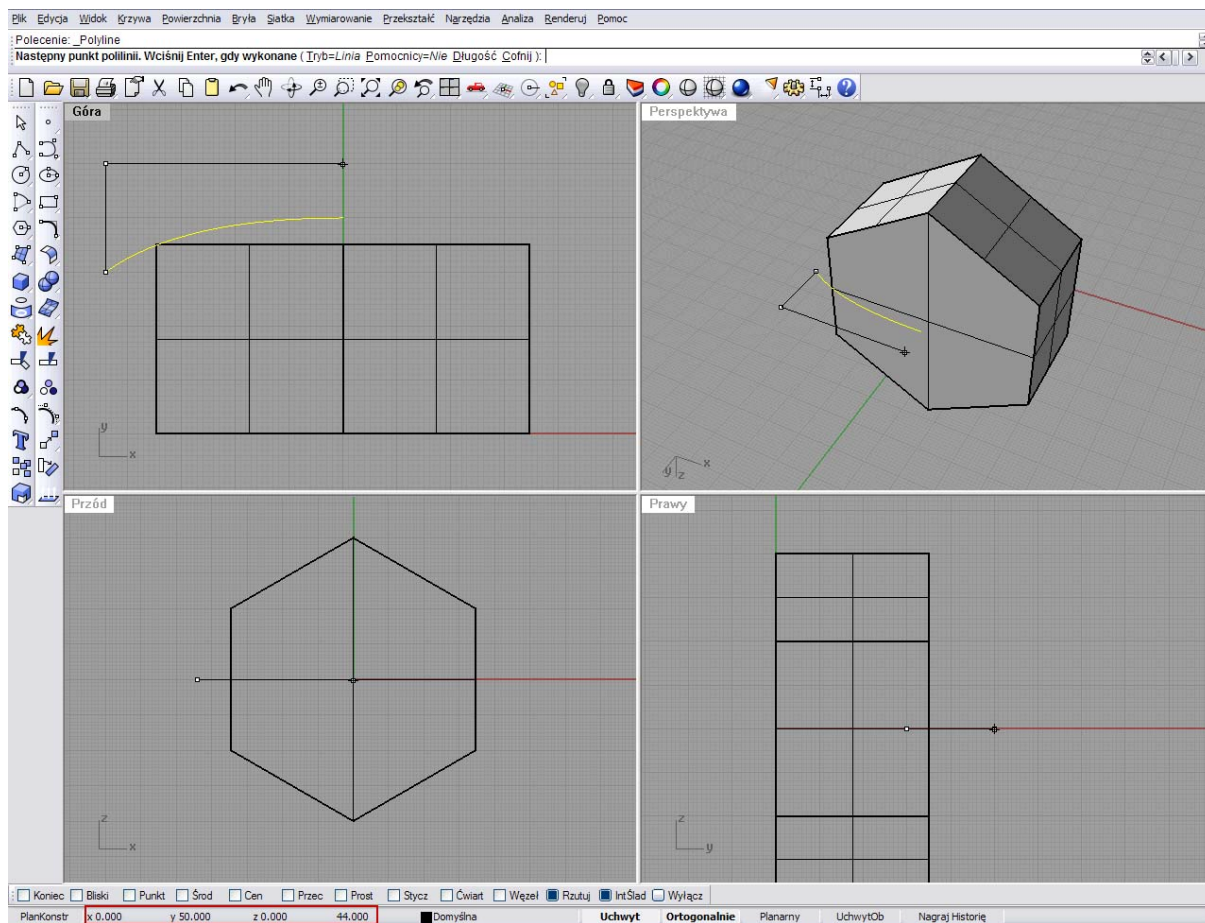 Plik Edycja Widok Krzywa Powierzchnia Bryła Siatka Wymiarowanie Przekształć Narzędzia Analiza Renderuj Pomoc
Polecenie: _Polyline
Następny punkt polilinii. Wciśnij Enter, gdy wykonane ( Tryb=Linia Pomocnicy=Nie Długość Cofnij ):
Góra
Perspektywa
y
x
x
y
z
Przód
Prawy
z
x
z
y
Koniec Bliski Punkt Środ Cen Przec Prost Stycz Ćwiart Węzeł Rzutuj IntŚlad Wyłącz
PlanKonstr x 0.000 y 50.000 z 0.000 44.000 Domyślna Uchwyt Ortogonalnie Planarny UchwytOb Nagraj Historię